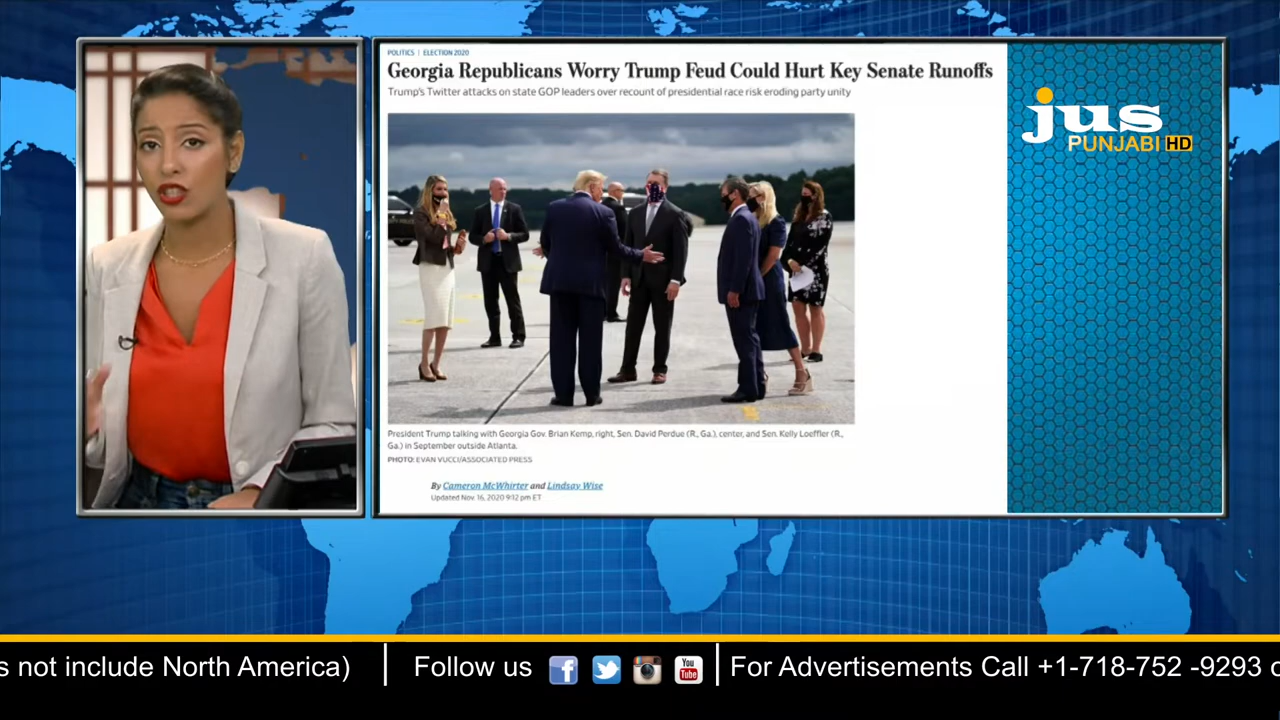 POLITICS | ELECTION 2020
Georgia Republicans Worry Trump Feud Could Hurt Key Senate Runoffs
Trump's Twitter attacks on state GOP leaders over recount of presidential race risk eroding party unity
jus
PUNJABI HD
President Trump talking with Georgia Gov. Brian Kemp, right, Sen. David Perdue (R., Ga.), center, and Sen. Kelly Loeffler (R.,
Ga.) in September outside Atlanta.
PHOTO: EVAN VUCCI/ASSOCIATED PRESS
By Cameron McWhirter and Lindsay Wise
Updated Nov. 16, 2020 9:12 pm ET
s not include North America) | Follow us You Tube | For Advertisements Call +1-718-752 -9293 o